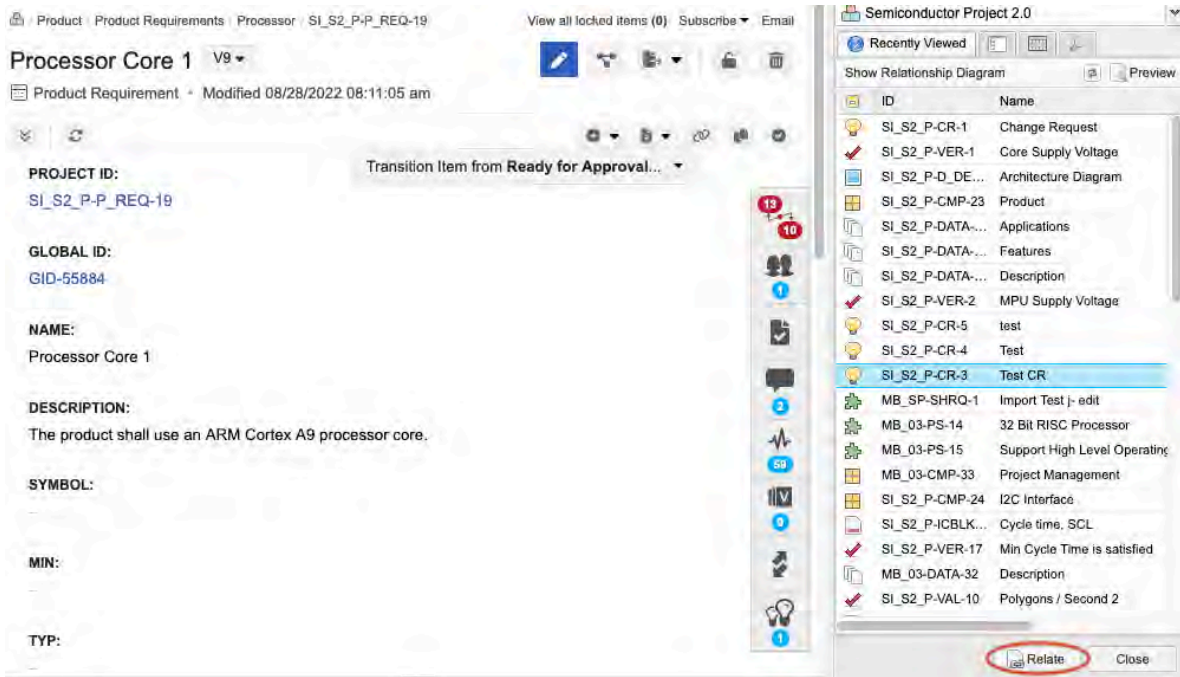 Product Product Requirements Processor SI_S2_P-P_REQ-19
View all locked items (0) Subscribe Email
Processor Core 1 V9
Product Requirement • Modified 08/28/2022 08:11:05 am
Transition Item from Ready for Approval...
PROJECT ID:
SI_S2_P-P_REQ-19
GLOBAL ID:
GID-55884
NAME:
Processor Core 1
DESCRIPTION:
The product shall use an ARM Cortex A9 processor core.
SYMBOL:
MIN:
TYP:
13
10
1
2
59
V
9
1
Semiconductor Project 2.0
Recently Viewed
Show Relationship Diagram Preview
ID Name
SI_S2_P-CR-1 Change Request
SI_S2_P-VER-1 Core Supply Voltage
SI_S2_P-D_DE... Architecture Diagram
SI_S2_P-CMP-23 Product
SI_S2_P-DATA-... Applications
SI_S2_P-DATA-... Features
SI_S2_P-DATA-... Description
SI_S2_P-VER-2 MPU Supply Voltage
SI_S2_P-CR-5 test
SI_S2_P-CR-4 Test
SI_S2_P-CR-3 Test CR
MB_SP-SHRQ-1 Import Test j- edit
MB_03-PS-14 32 Bit RISC Processor
MB_03-PS-15 Support High Level Operating
MB_03-CMP-33 Project Management
SI_S2_P-CMP-24 I2C Interface
SI_S2_P-ICBLK... Cycle time, SCL
SI_S2_P-VER-17 Min Cycle Time is satisfied
MB_03-DATA-32 Description
SI_S2_P-VAL-10 Polygons / Second 2
Relate Close